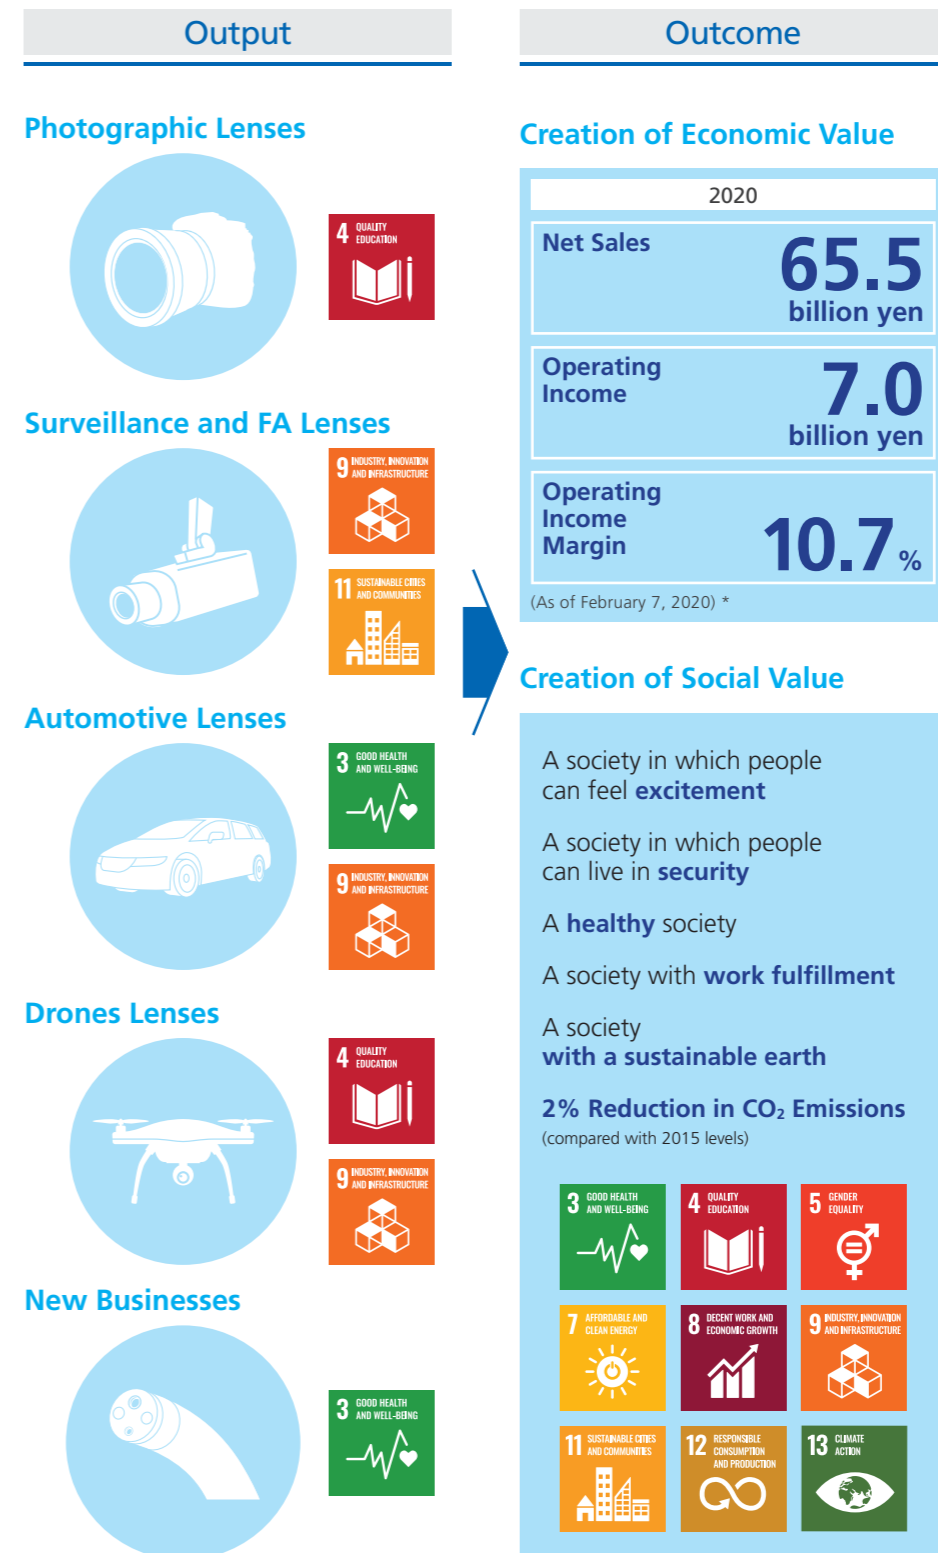 Output
Photographic Lenses
4 QUALITY
EDUCATION
Surveillance and FA Lenses
9 INDUSTRY, INNOVATION
AND INFRASTRUCTURE
11 SUSTAINABLE CITIES
AND COMMUNITIES
Automotive Lenses
3 GOOD HEALTH
AND WELL-BEING
9 INDUSTRY, INNOVATION
AND INFRASTRUCTURE
Drones Lenses
4 QUALITY
EDUCATION
9 INDUSTRY, INNOVATION
AND INFRASTRUCTURE
New Businesses
3 GOOD HEALTH
AND WELL-BEING
Outcome
Creation of Economic Value
2020
Net Sales
65.5
billion yen
Operating
Income
7.0
billion yen
Operating
Income
Margin
10.7%
(As of February 7, 2020) *
Creation of Social Value
A society in which people
can feel excitement
A society in which people
can live in security
A healthy society
A society with work fulfillment
A society
with a sustainable earth
2% Reduction in CO₂ Emissions
(compared with 2015 levels)
3 GOOD HEALTH
AND WELL-BEING
4 QUALITY
EDUCATION
5 GENDER
EQUALITY
7 AFFORDABLE AND
CLEAN ENERGY
8 DECENT WORK AND
ECONOMIC GROWTH
9 INDUSTRY, INNOVATION
AND INFRASTRUCTURE
11 SUSTAINABLE CITIES
AND COMMUNITIES
12 RESPONSIBLE
CONSUMPTION
AND PRODUCTION
13 CLIMATE
ACTION